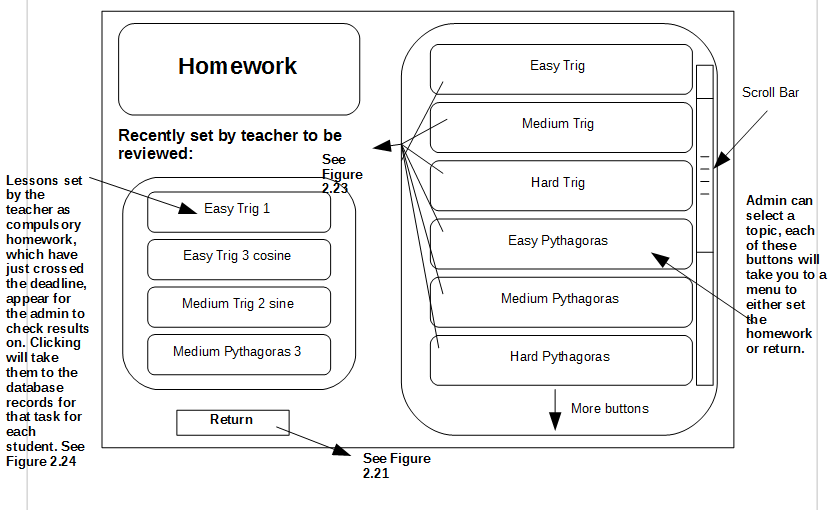 Homework
Recently set by teacher to be
reviewed:
See
Figure
2.23
Lessons set
by the
teacher as
compulsory
homework,
which have
just crossed
the deadline,
appear for
the admin to
check results
on. Clicking
will take
them to the
database
records for
that task for
each
student. See
Figure 2.24
Easy Trig 1
Easy Trig 3 cosine
Medium Trig 2 sine
Medium Pythagoras 3
Return
See Figure
2.21
Easy Trig
Medium Trig
Hard Trig
Easy Pythagoras
Medium Pythagoras
Hard Pythagoras
More buttons
Scroll Bar
Admin can
select a
topic, each
of these
buttons will
take you to a
menu to
either set
the
homework
or return.